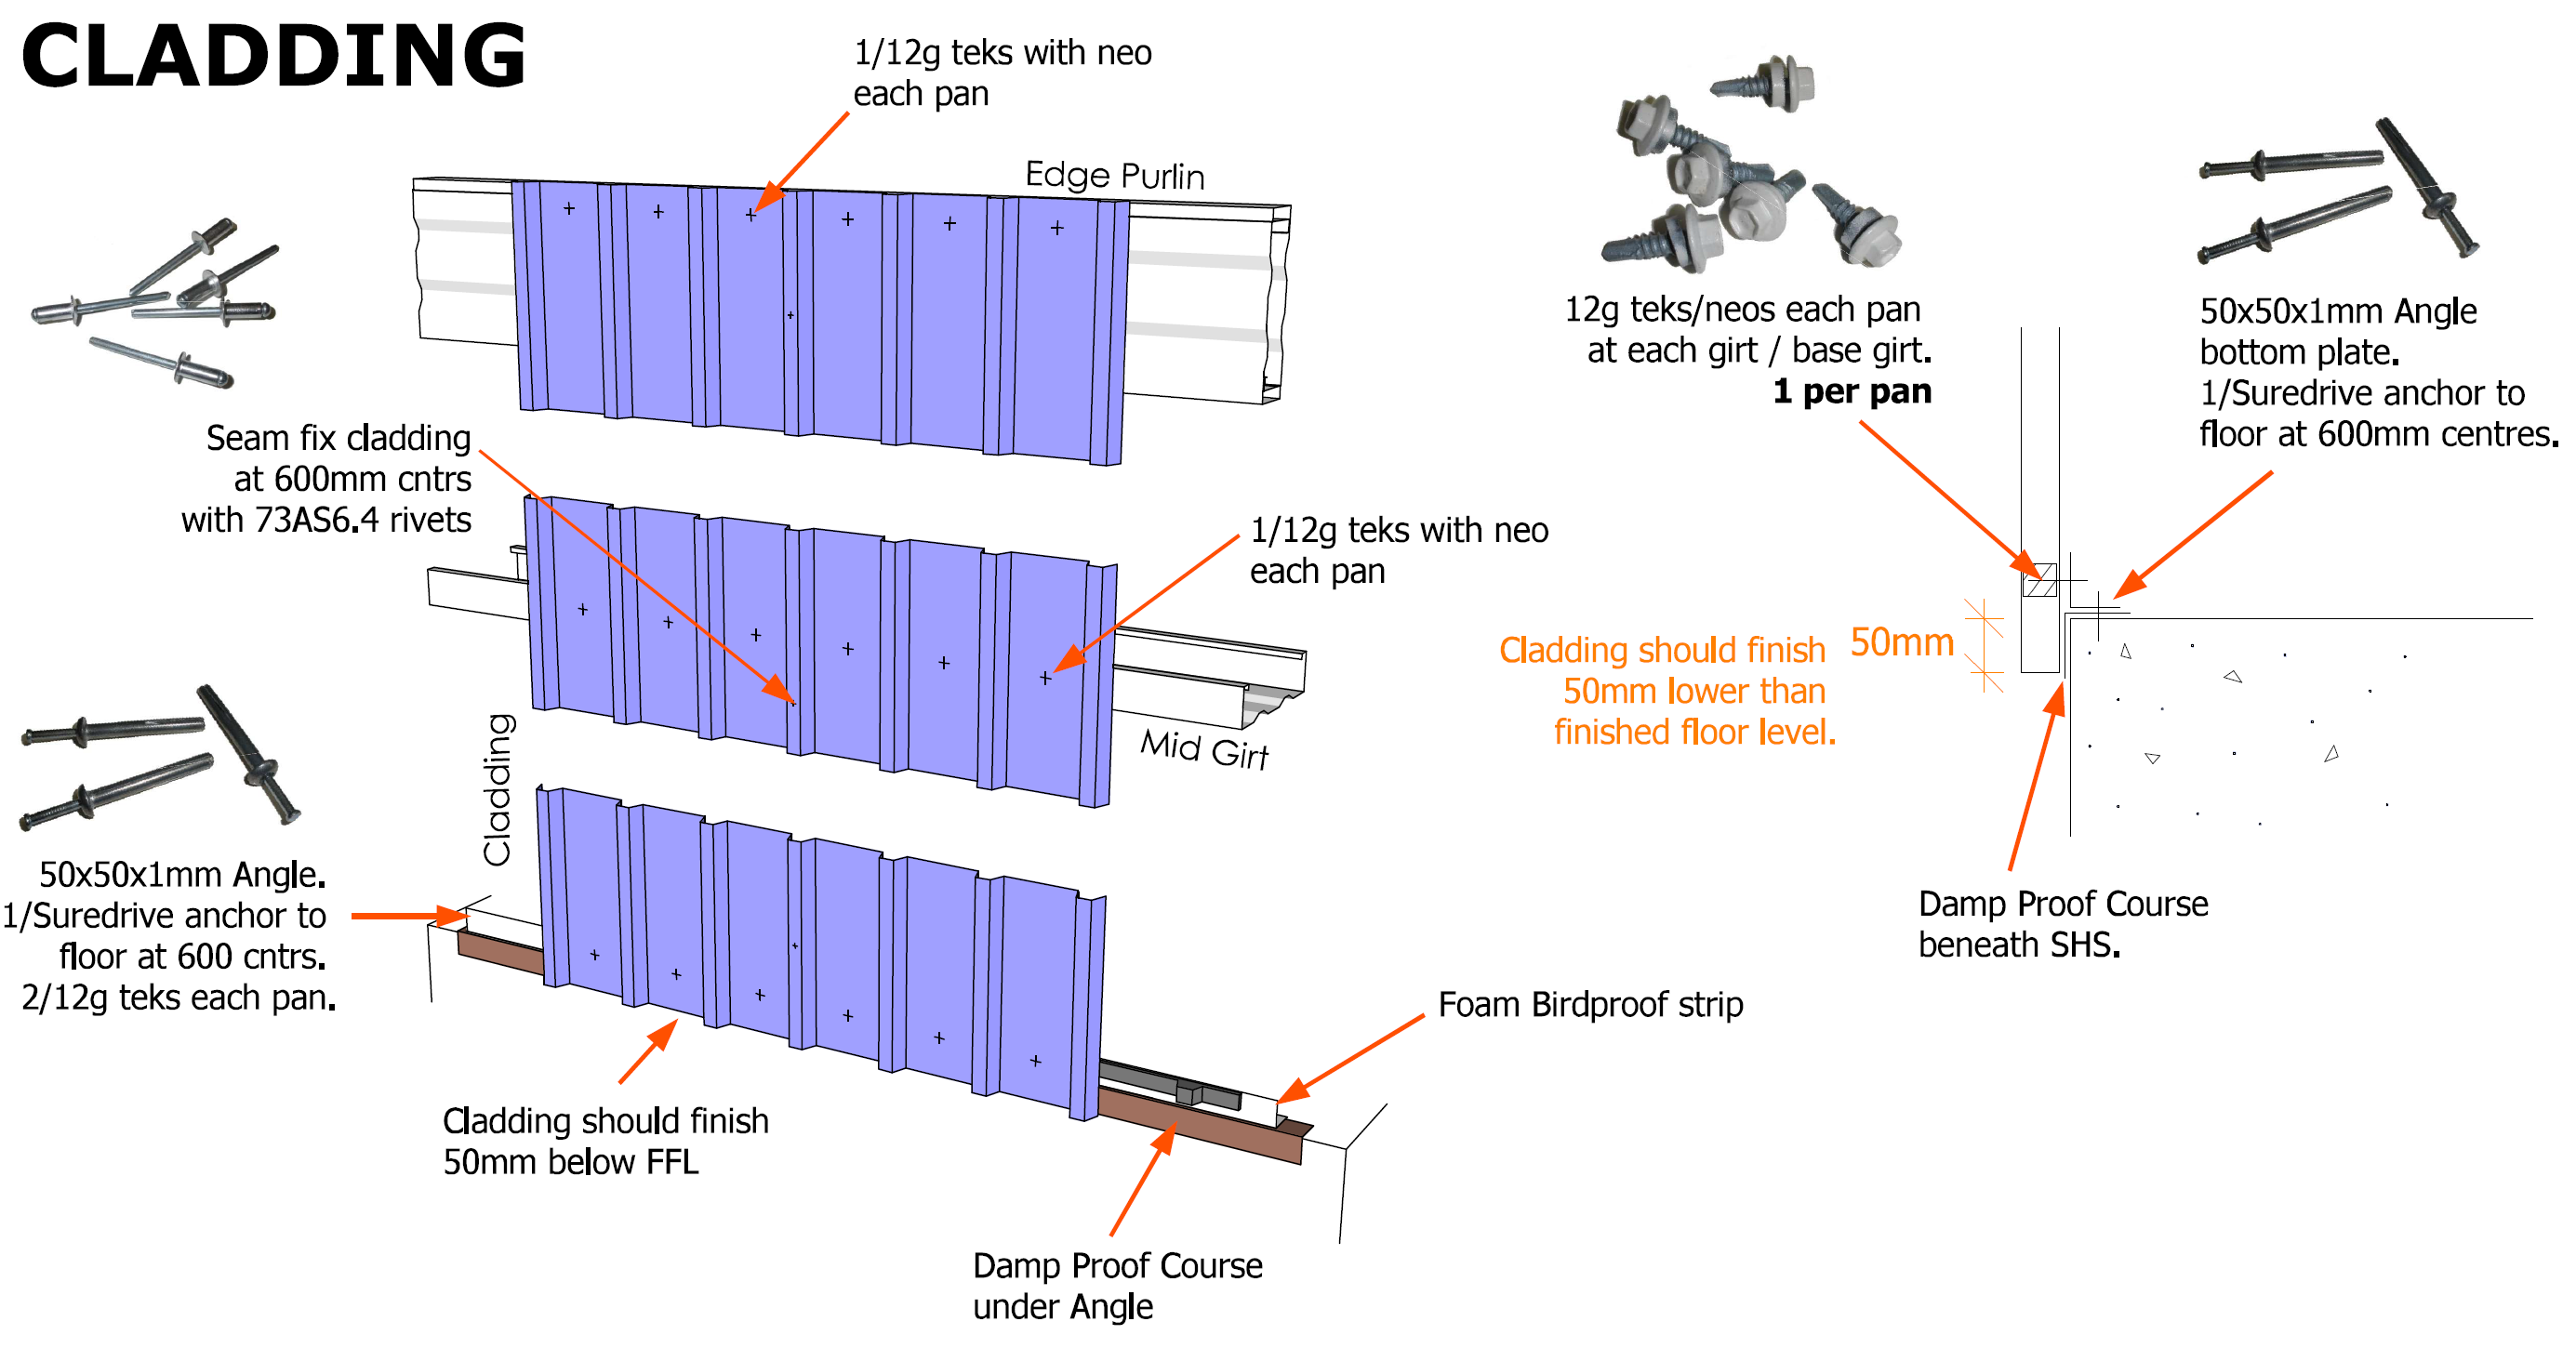 CLADDING
1/12g teks with neo
each pan
Edge Purlin
Seam fix cladding
at 600mm cntrs
with 73AS6.4 rivets
1/12g teks with neo
each pan
Mid Girt
Cladding
50x50x1mm Angle.
1/Suredrive anchor to
floor at 600 cntrs.
2/12g teks each pan.
Cladding should finish
50mm below FFL
Foam Birdproof strip
Damp Proof Course
under Angle
12g teks/neos each pan
at each girt / base girt.
1 per pan
50x50x1mm Angle
bottom plate.
1/Suredrive anchor to
floor at 600mm centres.
Cladding should finish
50mm lower than
finished floor level.
50mm
Damp Proof Course
beneath SHS.